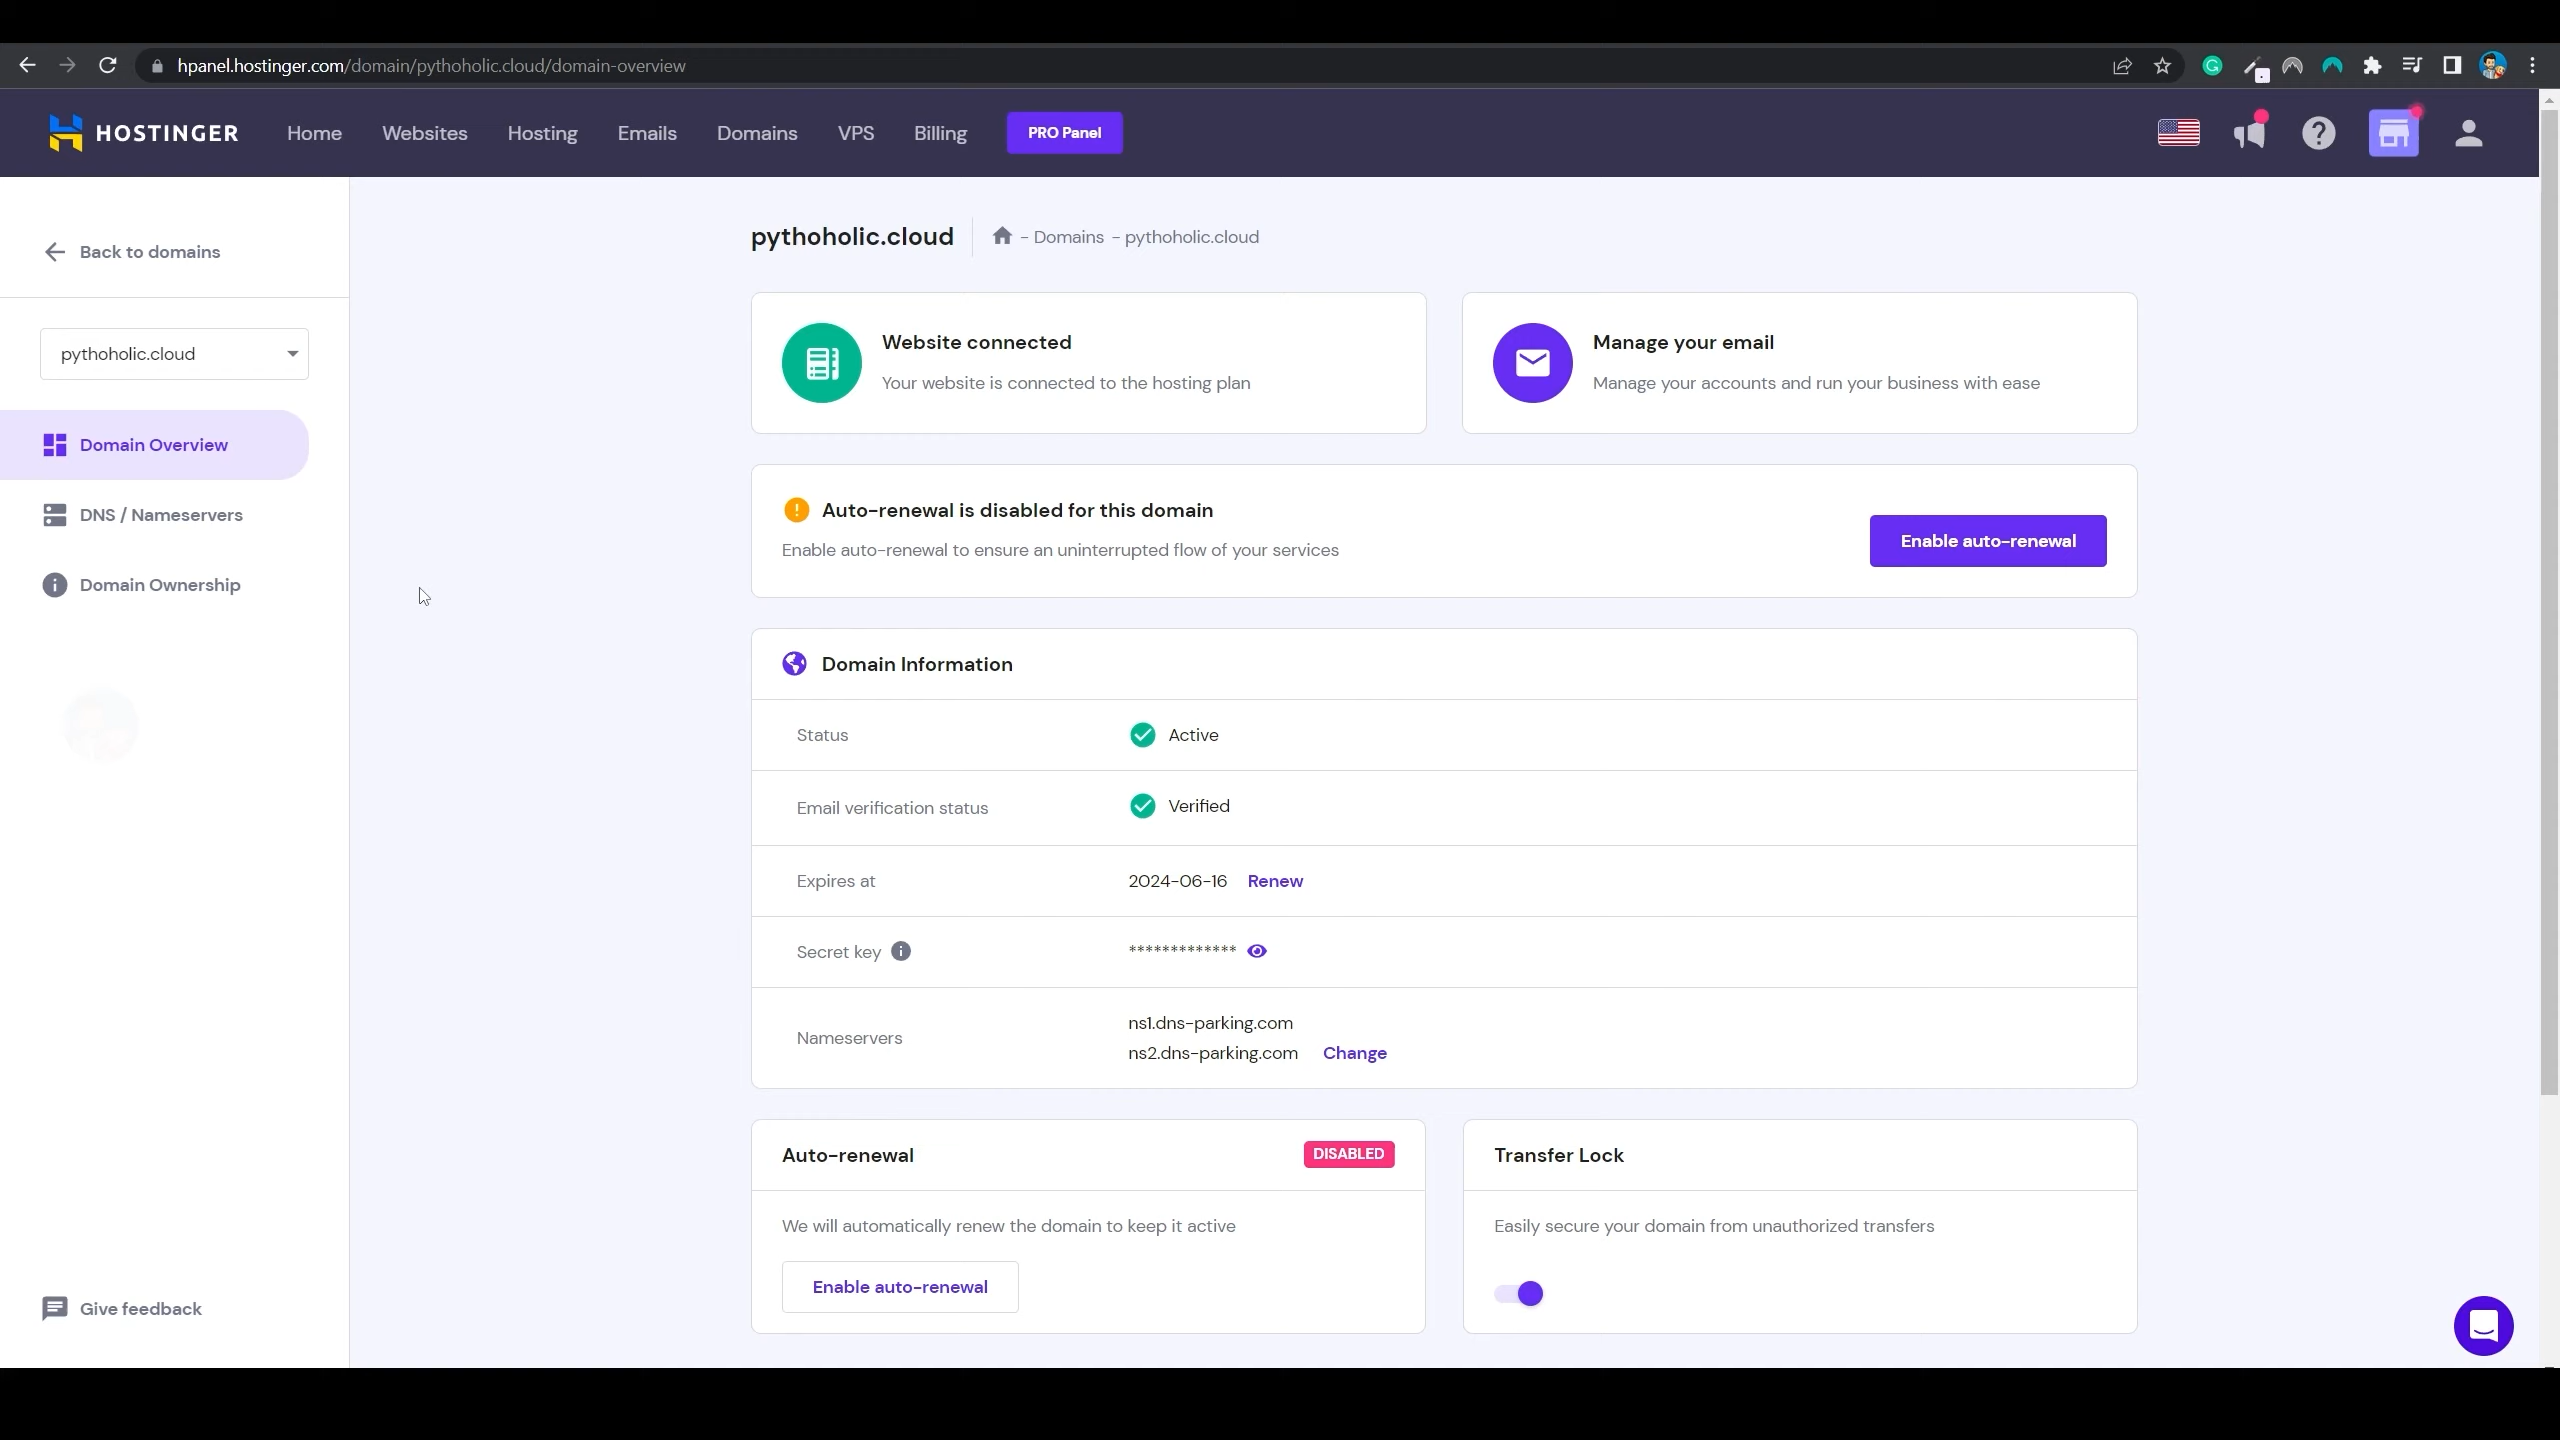 hpanel.hostinger.com/domain/pythoholic.cloud/domain-overview
HOSTINGER
Home
Websites
Hosting
Emails
Domains
VPS
Billing
PRO Panel
Back to domains
pythoholic.cloud
Domain Overview
DNS / Nameservers
Domain Ownership
Give feedback
pythoholic.cloud
- Domains - pythoholic.cloud
Website connected
Your website is connected to the hosting plan
Manage your email
Manage your accounts and run your business with ease
Auto-renewal is disabled for this domain
Enable auto-renewal to ensure an uninterrupted flow of your services
Enable auto-renewal
Domain Information
Status
Active
Email verification status
Verified
Expires at
2024-06-16 Renew
Secret key
*************
Nameservers
ns1.dns-parking.com
ns2.dns-parking.com Change
Auto-renewal
DISABLED
We will automatically renew the domain to keep it active
Enable auto-renewal
Transfer Lock
Easily secure your domain from unauthorized transfers